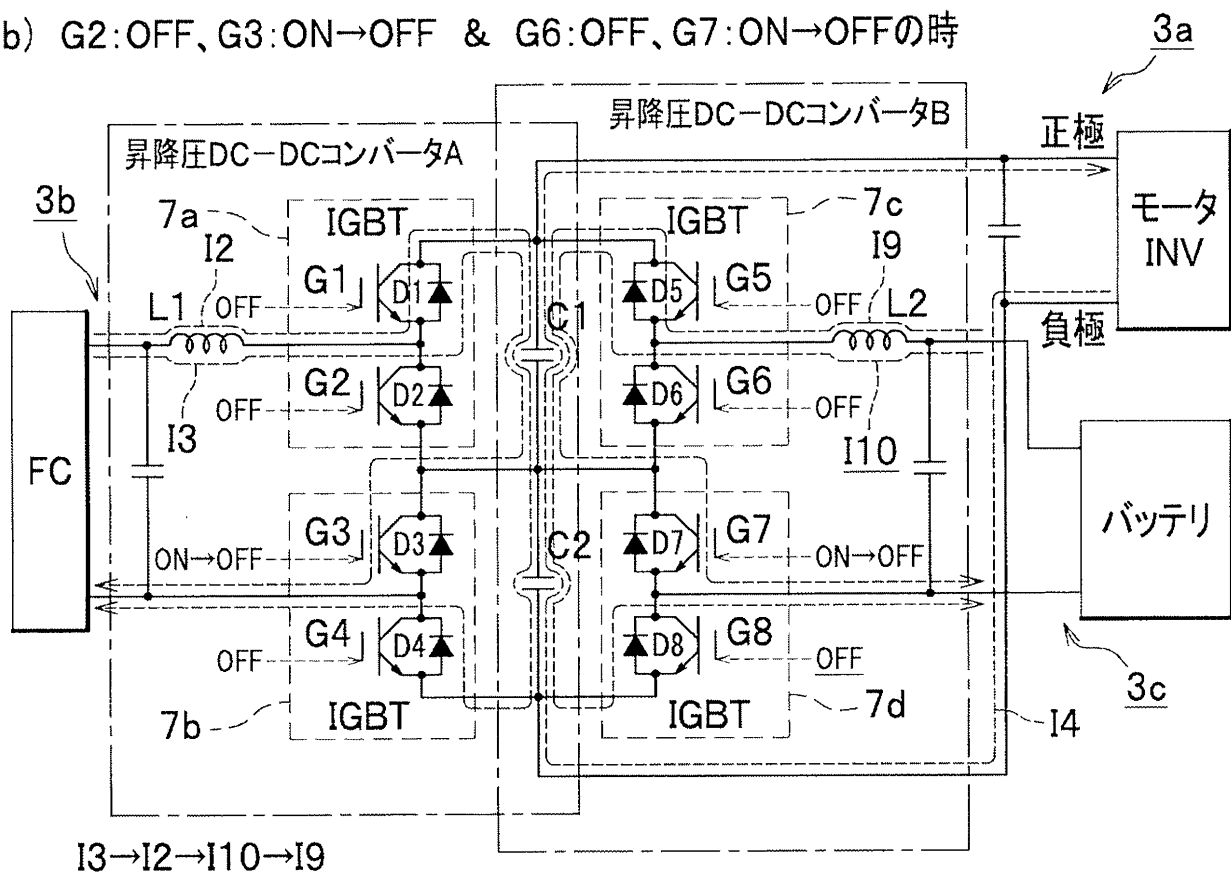 b) G2:OFF、G3:ON→OFF & G6:OFF、G7:ON→OFFの時
3a
昇降圧DC-DCコンバータB
昇降圧DC-DCコンバータA
正極
3b
7a
IGBT
IGBT
7c
モータ
INV
I2
I9
G1
D1
D5
G5
L1
OFF
C1
OFF
L2
負極
G2
D2
D6
G6
OFF
OFF
I3
I10
FC
バッテリ
G3
D3
C2
D7
G7
ON→OFF
ON→OFF
G4
D4
D8
G8
OFF
OFF
7b
IGBT
IGBT
7d
3c
I4
I3→I2→I10→I9